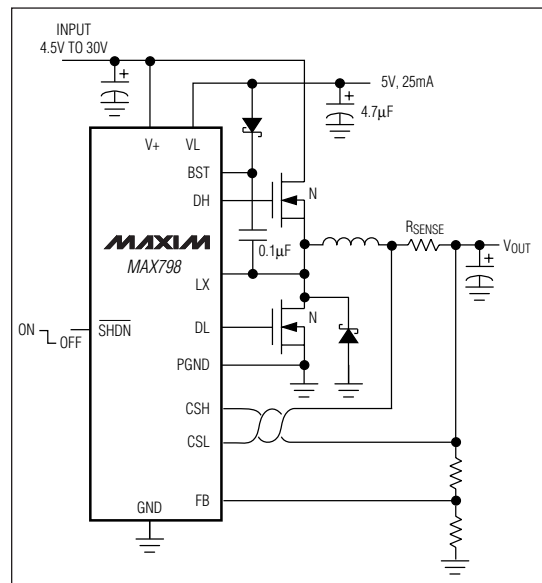 INPUT
4.5V TO 30V
5V, 25mA
4.7µF
V+
VL
BST
DH
N
MAXIM
MAX798
0.1µF
RSENSE
VOUT
LX
ON
OFF
SHDN
DL
N
PGND
CSH
CSL
FB
GND